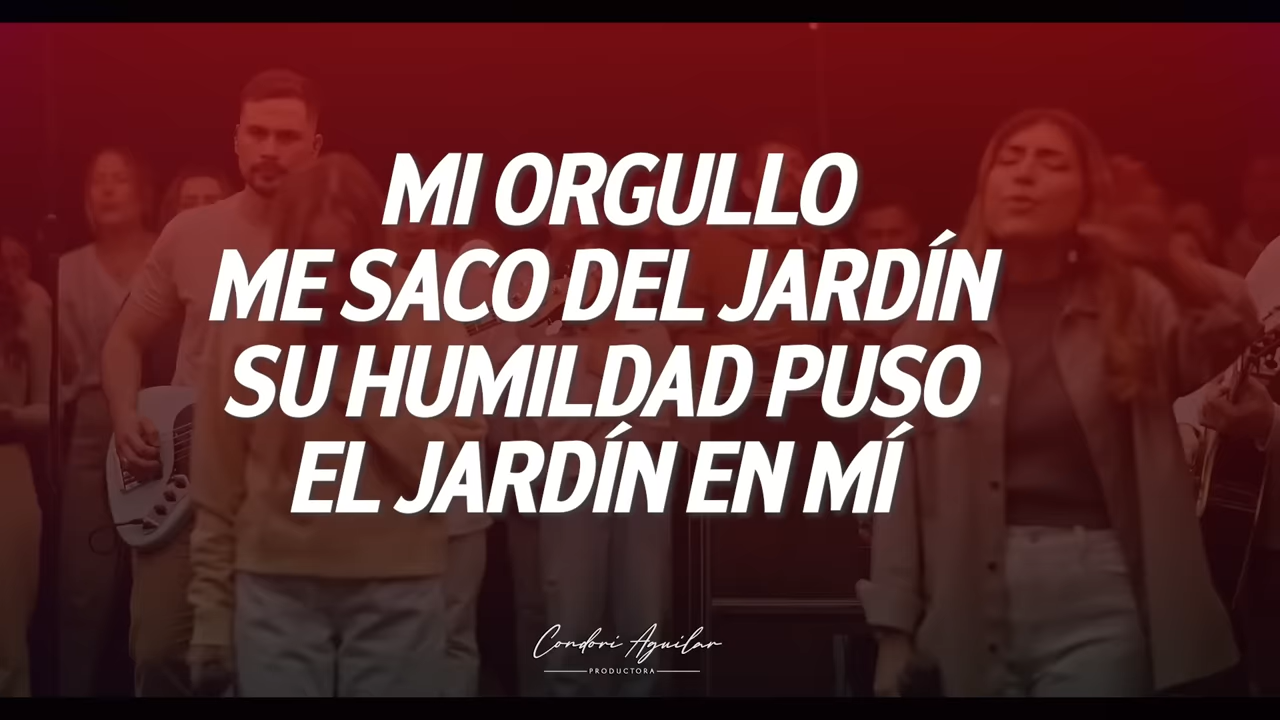 MI ORGULLO
ME SACO DEL JARDÍN
SU HUMILDAD PUSO
EL JARDÍN EN MÍ
Condori Aguilar
PRODUCTORA